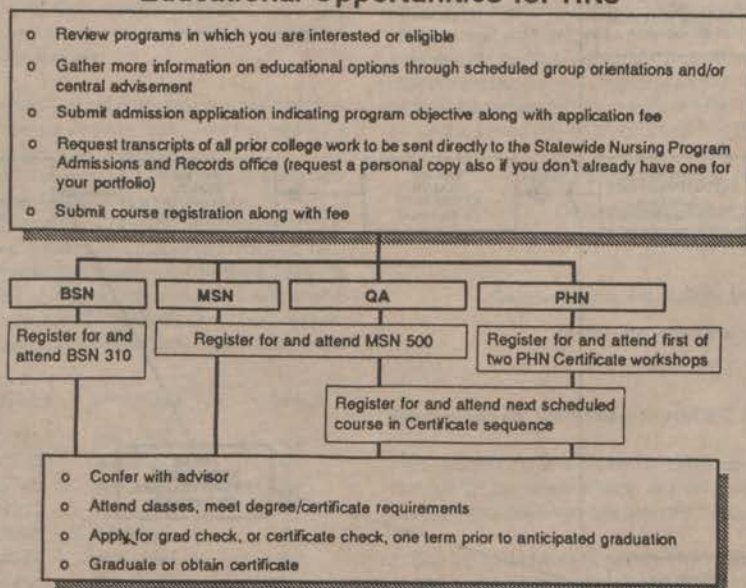 Educational Opportunities for RNs
o Review programs in which you are interested or eligible
o Gather more information on educational options through scheduled group orientations and/or
central advisement
o Submit admission application indicating program objective along with application fee
o Request transcripts of all prior college work to be sent directly to the Statewide Nursing Program
Admissions and Records office (request a personal copy also if you don't already have one for
your portfolio)
o Submit course registration along with fee
BSN
MSN
QA
PHN
Register for and
attend BSN 310
Register for and attend MSN 500
Register for and attend first of
two PHN Certificate workshops
Register for and attend next scheduled
course in Certificate sequence
o Confer with advisor
o Attend classes, meet degree/certificate requirements
o Apply for grad check, or certificate check, one term prior to anticipated graduation
o Graduate or obtain certificate